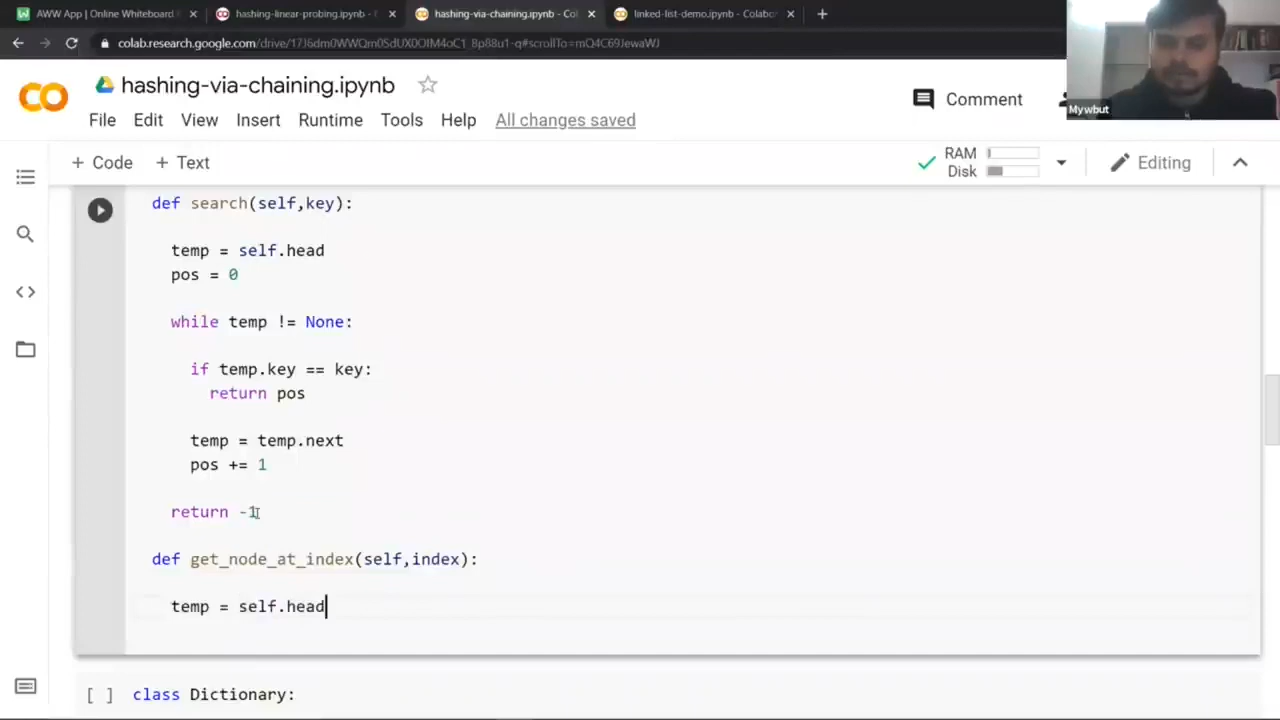 AWW App | Online Whiteboard
hashing-linear-probing.ipynb -
hashing-via-chaining.ipynb - Col
linked-list-demo.ipynb - Colabor
hashing-via-chaining.ipynb
Comment
Mywbut
File Edit View Insert Runtime Tools Help All changes saved
+ Code + Text
RAM
Disk
Editing
def search(self,key):
temp = self.head
pos = 0
while temp != None:
if temp.key == key:
return pos
temp = temp.next
pos += 1
return -1
def get_node_at_index(self,index):
temp = self.head
[ ] class Dictionary: